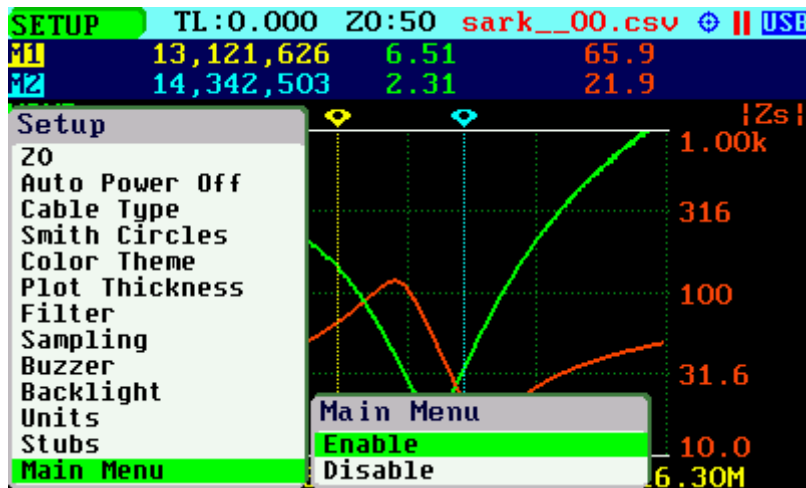 SETUP TL:0.000 Z0:50 sark__00.csv USB
M1 13,121,626 6.51 65.9
M2 14,342,503 2.31 21.9
|Zs|
Setup
Z0
Auto Power Off
Cable Type
Smith Circles
Color Theme
Plot Thickness
Filter
Sampling
Buzzer
Backlight
Units
Stubs
Main Menu
Main Menu
Enable
Disable
1.00k
316
100
31.6
10.0
6.30M